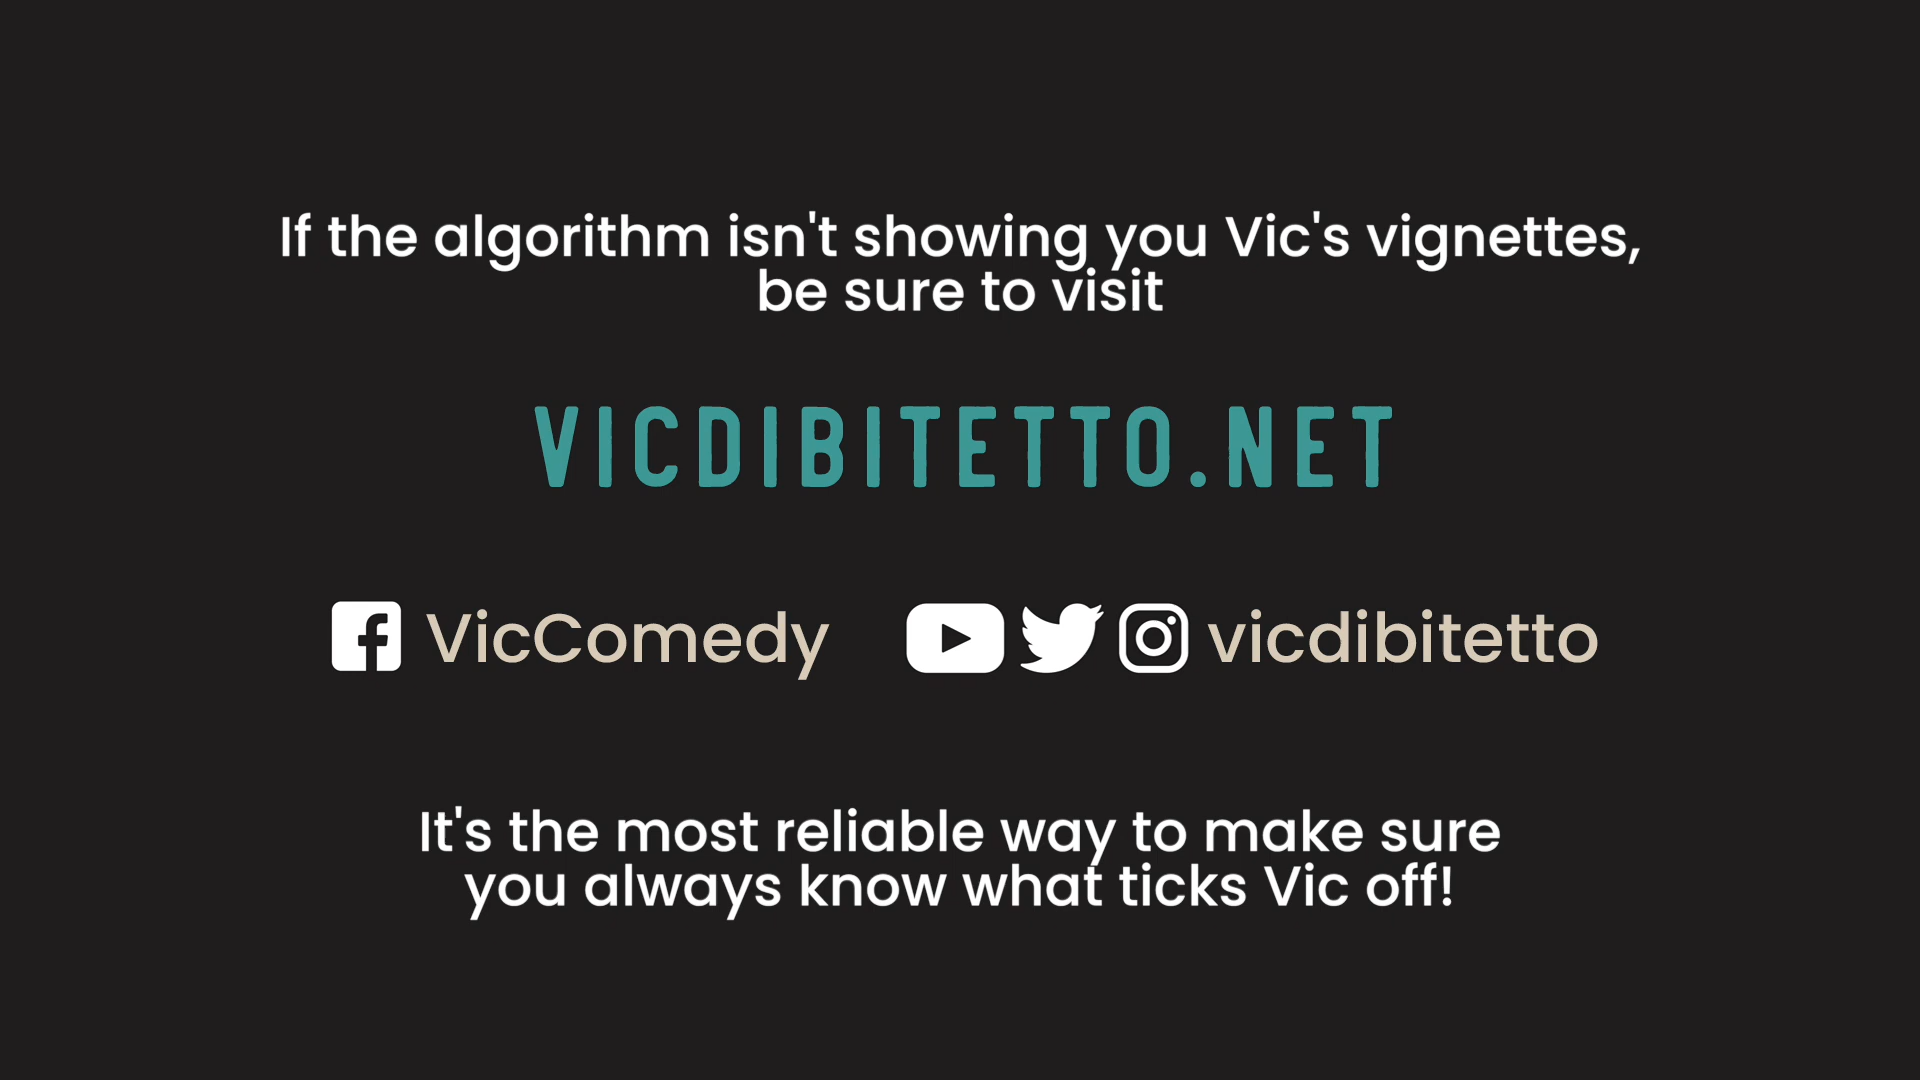 If the algorithm isn't showing you Vic's vignettes,
be sure to visit
VICDIBITETTO.NET
VicComedy vicdibitetto
It's the most reliable way to make sure
you always know what ticks Vic off!